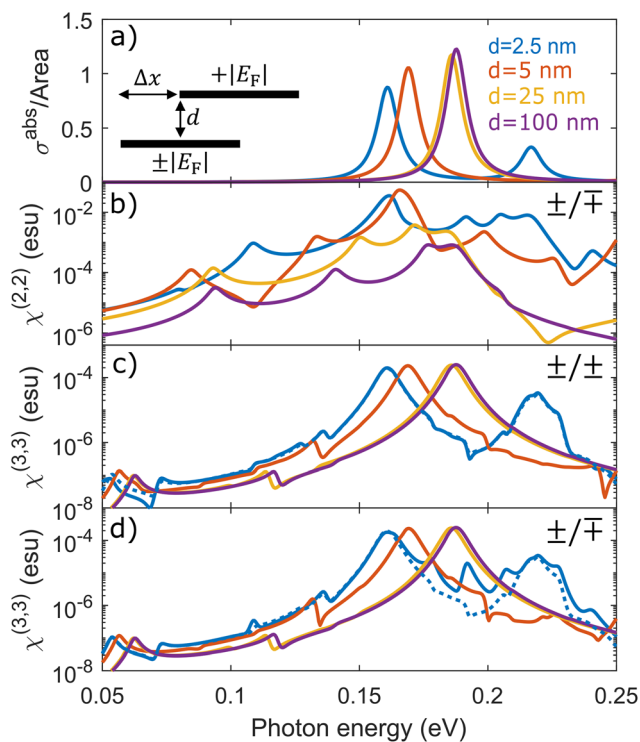 a)
d=2.5 nm
d=5 nm
d=25 nm
d=100 nm
Δx
+|E_F|
d
±|E_F|
σ^abs/Area
1.5
1
0.5
0
b)
±/∓
χ^(2,2) (esu)
10^-2
10^-4
10^-6
c)
±/±
χ^(3,3) (esu)
10^-4
10^-6
10^-8
d)
±/∓
χ^(3,3) (esu)
10^-4
10^-6
10^-8
0.05
0.1
0.15
0.2
0.25
Photon energy (eV)